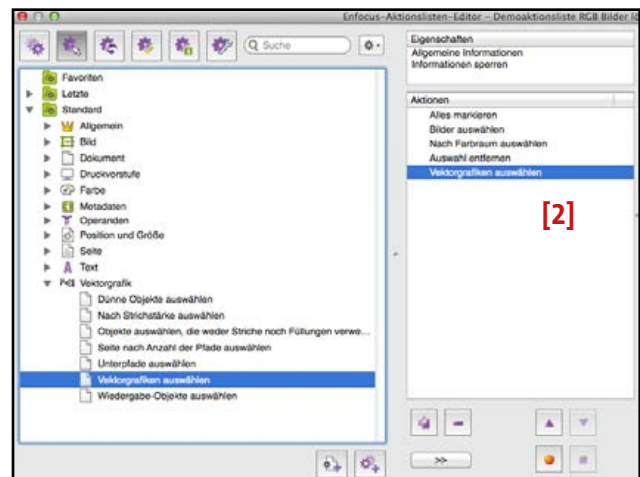 Enfocus-Aktionslisten-Editor – Demoaktionsliste RGB Bilder
Suche
Favoriten
Letzte
Standard
Allgemein
Bild
Dokument
Druckvorstufe
Farbe
Metadaten
Operanden
Position und Größe
Seite
Text
Vektorgrafik
Dünne Objekte auswählen
Nach Strichstärke auswählen
Objekte auswählen, die weder Striche noch Füllungen verwe...
Seite nach Anzahl der Pfade auswählen
Unterpfade auswählen
Vektorgrafiken auswählen
Wiedergabe-Objekte auswählen
Eigenschaften
Allgemeine Informationen
Informationen sperren
Aktionen
Alles markieren
Bilder auswählen
Nach Farbraum auswählen
Auswahl entfernen
Vektorgrafiken auswählen
[2]
>>